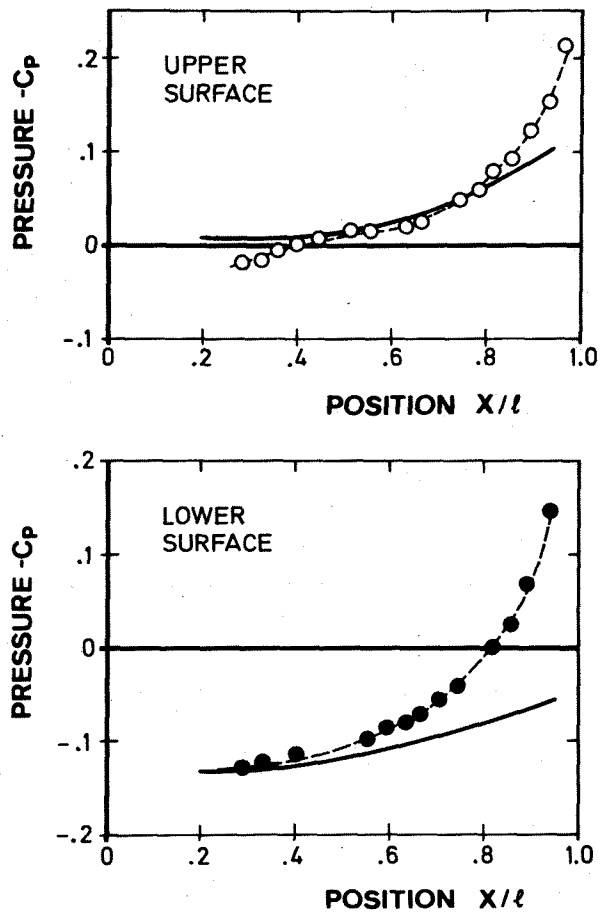 .2
UPPER
SURFACE
.1
0
-.1
PRESSURE -Cp
0 .2 .4 .6 .8 1.0
POSITION X/ℓ
.2
LOWER
SURFACE
.1
0
-.1
-.2
PRESSURE -Cp
0 .2 .4 .6 .8 1.0
POSITION X/ℓ